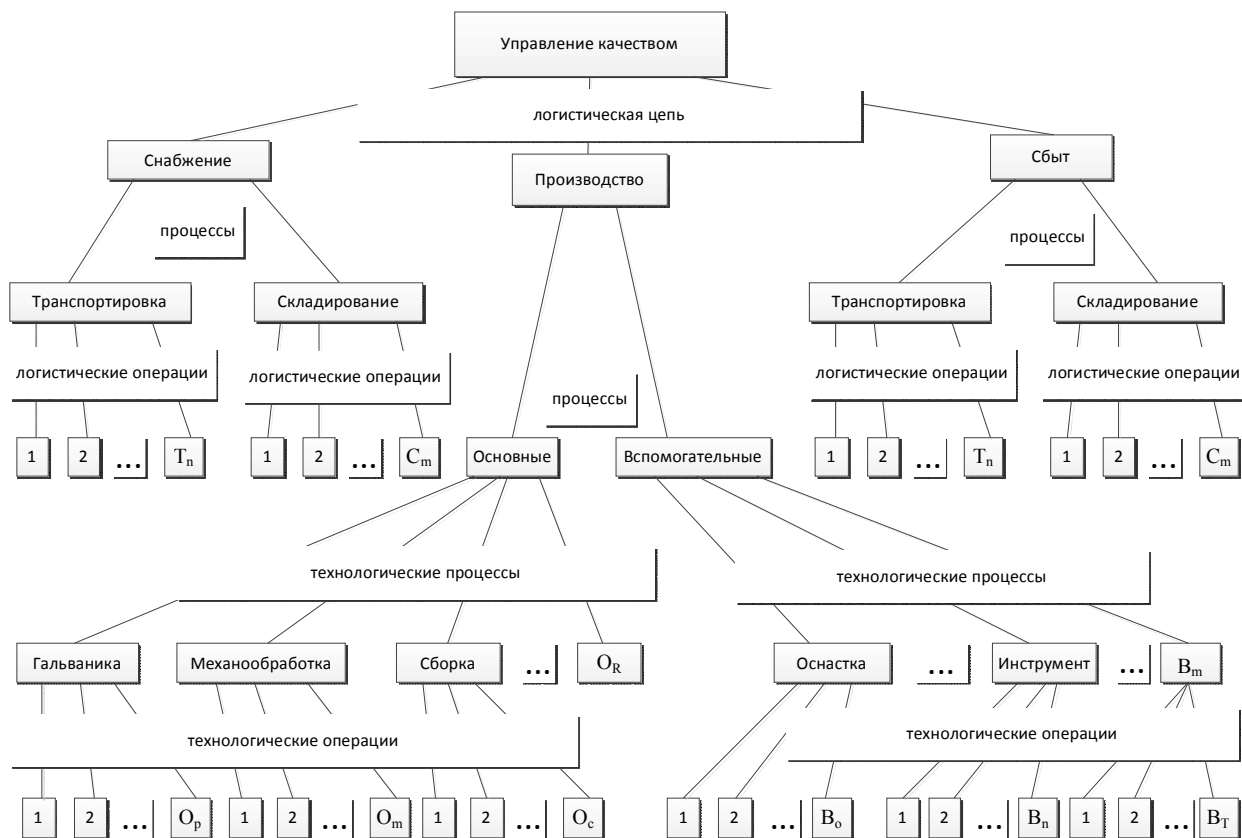 Управление качеством
логистическая цепь
Снабжение
Производство
Сбыт
процессы
процессы
Транспортировка
Складирование
Транспортировка
Складирование
логистические операции
логистические операции
логистические операции
логистические операции
процессы
1 2 ... Tn
1 2 ... Cm
Основные
Вспомогательные
1 2 ... Tn
1 2 ... Cm
технологические процессы
технологические процессы
Гальваника
Механообработка
Сборка
...
OR
Оснастка
...
Инструмент
...
Bm
технологические операции
технологические операции
1 2 ... Op
1 2 ... Om
1 2 ... Oc
1 2 ... Bo
1 2 ... Bn
1 2 ... BT